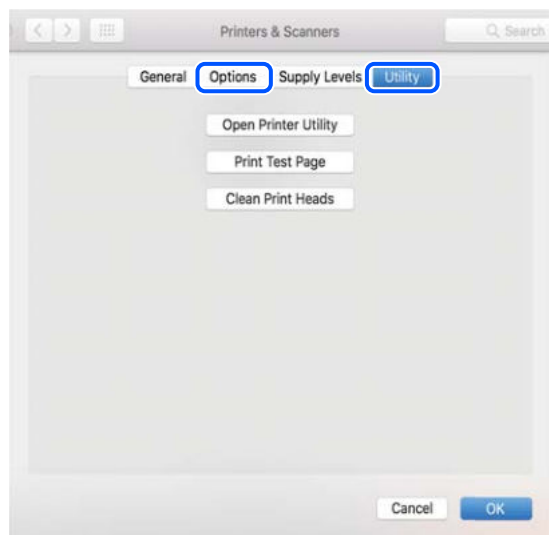 Printers & Scanners Search
General Options Supply Levels Utility
Open Printer Utility
Print Test Page
Clean Print Heads
Cancel OK